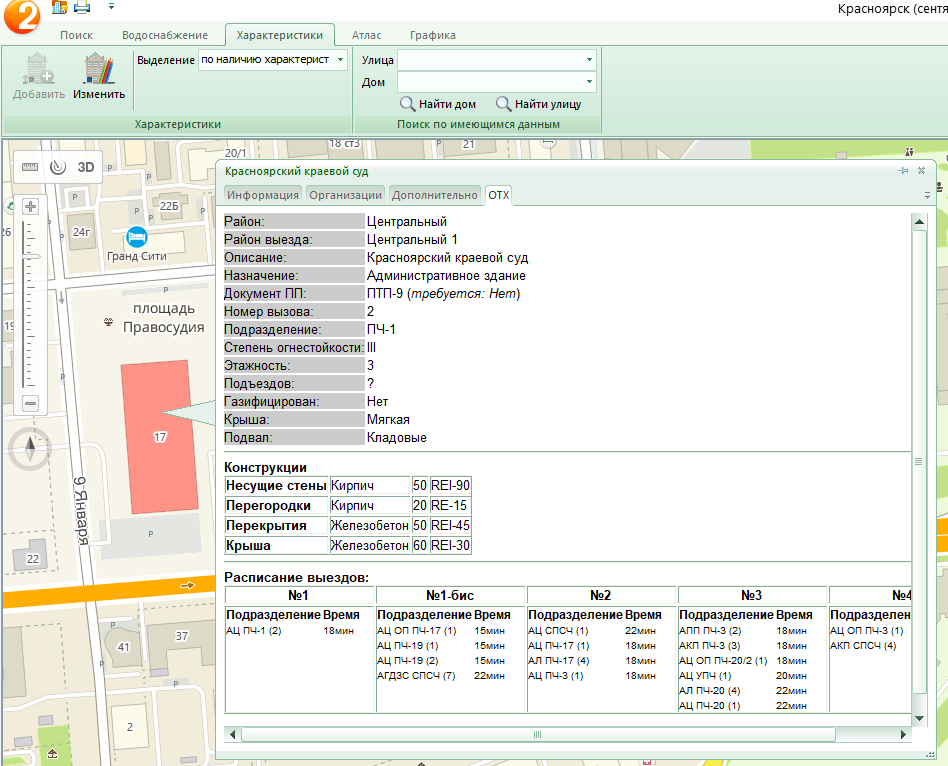 Красноярск (сентя
Поиск Водоснабжение Характеристики Атлас Графика
Добавить Изменить Выделение по наличию характерист
Характеристики
Улица
Дом
Найти дом Найти улицу
Поиск по имеющимся данным
20/1 18 ст3 21
3D
22Б
26 24г
Гранд Сити
P
площадь
Правосудия
19
17
9 Января
P
22
41 37
2
Красноярский краевой суд
Информация Организации Дополнительно ОТХ
Район: Центральный
Район выезда: Центральный 1
Описание: Красноярский краевой суд
Назначение: Административное здание
Документ ПП: ПТП-9 (требуется: Нет)
Номер вызова: 2
Подразделение: ПЧ-1
Степень огнестойкости: III
Этажность: 3
Подъездов: ?
Газифицирован: Нет
Крыша: Мягкая
Подвал: Кладовые
Конструкции
Несущие стены Кирпич 50 REI-90
Перегородки Кирпич 20 RE-15
Перекрытия Железобетон 50 REI-45
Крыша Железобетон 60 REI-30
Расписание выездов:
№1 №1-бис №2 №3 №4
Подразделение Время Подразделение Время Подразделение Время Подразделение Время Подразделен
АЦ ПЧ-1 (2) 18мин АЦ ОП ПЧ-17 (1) 15мин АЦ СПСЧ (1) 22мин АПП ПЧ-3 (2) 18мин АЦ ОП ПЧ-3 (1)
АЦ ПЧ-19 (1) 15мин АЦ ПЧ-17 (1) 18мин АКП ПЧ-3 (3) 18мин АКП СПСЧ (4)
АЦ ПЧ-19 (2) 15мин АЛ ПЧ-17 (4) 18мин АЦ ОП ПЧ-20/2 (1) 18мин
АГДЗС СПСЧ (7) 22мин АЦ ПЧ-3 (1) 18мин АЦ УПЧ (1) 20мин
АЛ ПЧ-20 (4) 22мин
АЦ ПЧ-20 (1) 22мин